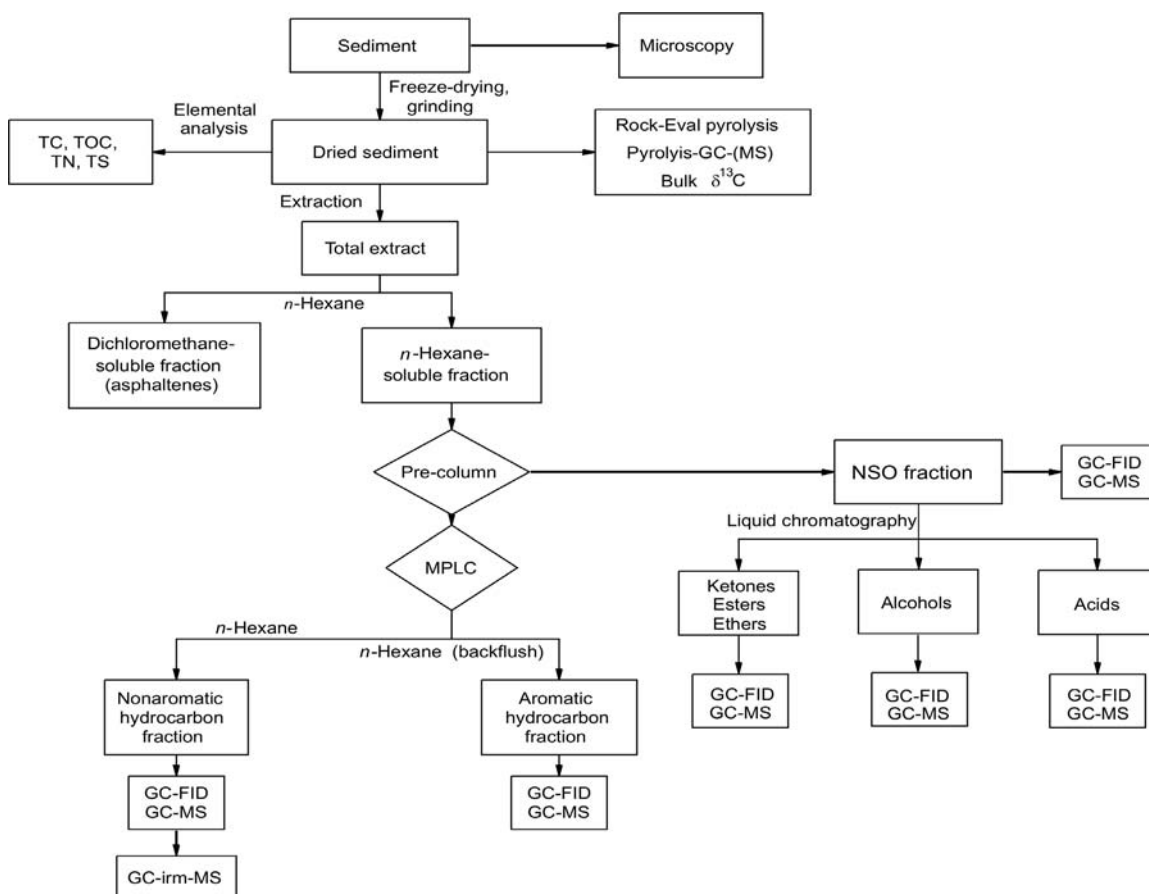 Sediment
Microscopy
Freeze-drying,
grinding
Elemental
analysis
TC, TOC,
TN, TS
Dried sediment
Rock-Eval pyrolysis
Pyrolyis-GC-(MS)
Bulk δ¹³C
Extraction
Total extract
n-Hexane
Dichloromethane-
soluble fraction
(asphaltenes)
n-Hexane-
soluble fraction
Pre-column
NSO fraction
GC-FID
GC-MS
Liquid chromatography
MPLC
Ketones
Esters
Ethers
Alcohols
Acids
n-Hexane
n-Hexane (backflush)
GC-FID
GC-MS
GC-FID
GC-MS
GC-FID
GC-MS
Nonaromatic
hydrocarbon
fraction
Aromatic
hydrocarbon
fraction
GC-FID
GC-MS
GC-FID
GC-MS
GC-irm-MS